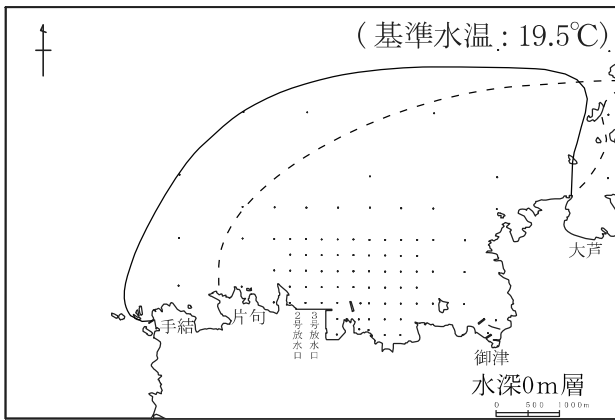 (基準水温：19.5℃)
大芦
手結
片句
2号放水口
3号放水口
御津
水深0m層
0 500 1000m